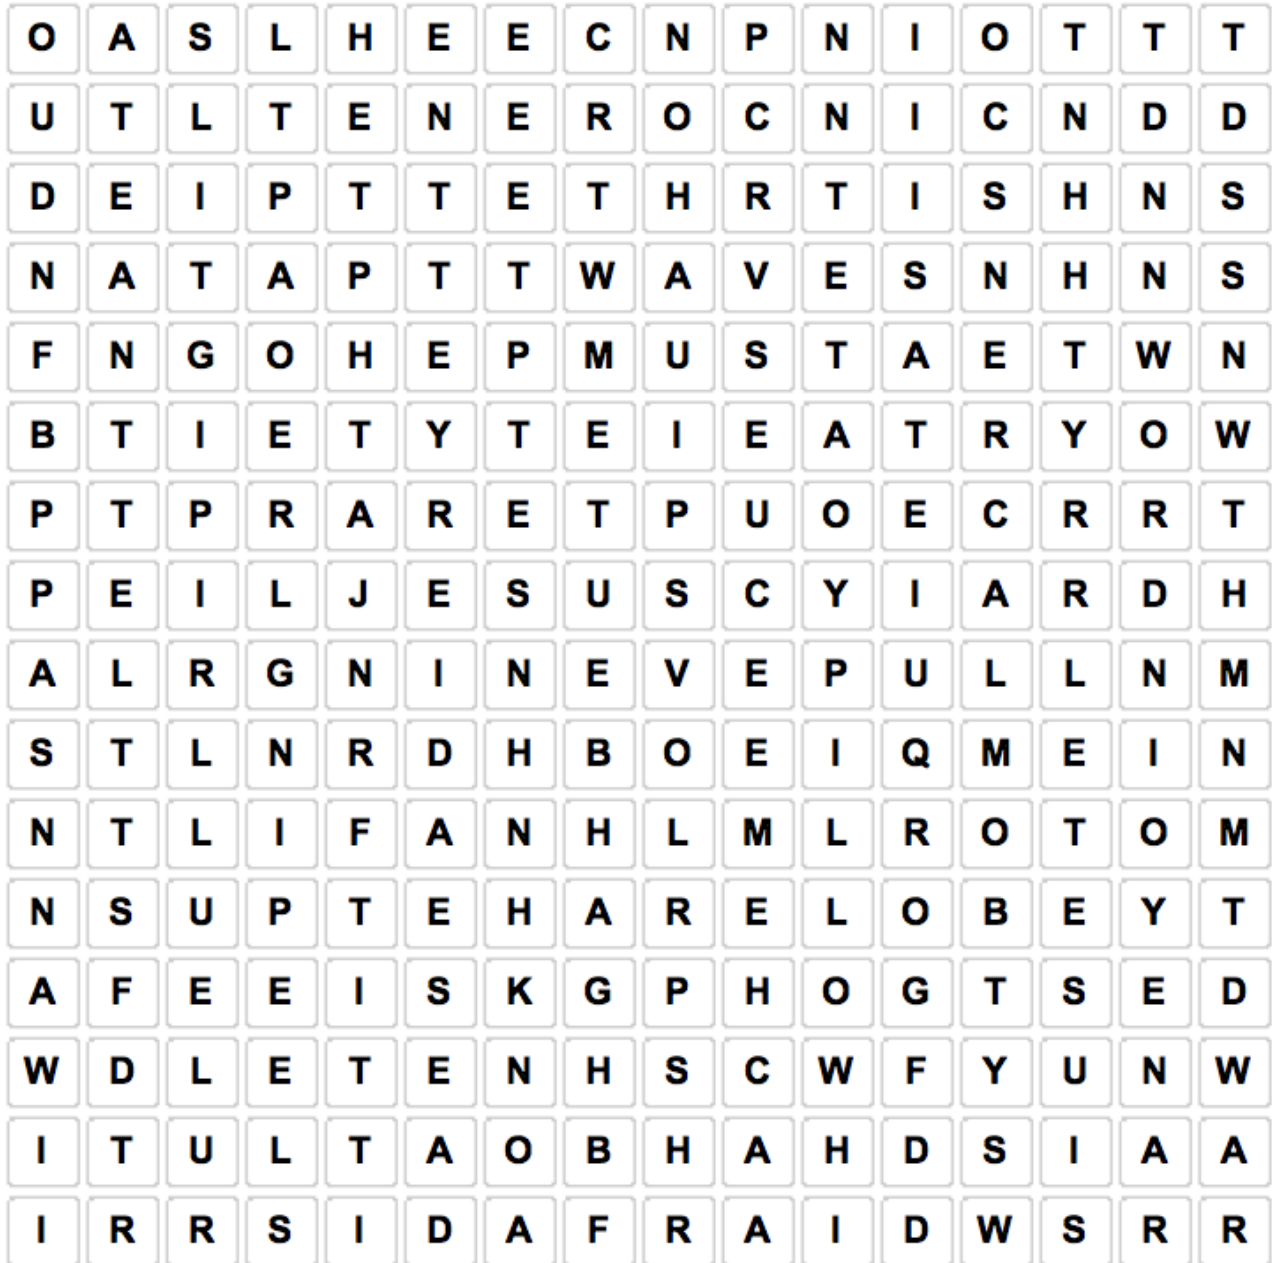 O A S L H E E C N P N I O T T T
U T L T E N E R O C N I C N D D
D E I P T T E T H R T I S H N S
N A T A P T T W A V E S N H N S
F N G O H E P M U S T A E T W N
B T I E T Y T E I E A T R Y O W
P T P R A R E T P U O E C R R T
P E I L J E S U S C Y I A R D H
A L R G N I N E V E P U L L N M
S T L N R D H B O E I Q M E I N
N T L I F A N H L M L R O T O M
N S U P T E H A R E L O B E Y T
A F E E I S K G P H O G T S E D
W D L E T E N H S C W F Y U N W
I T U L T A O B H A H D S I A A
I R R S I D A F R A I D W S R R